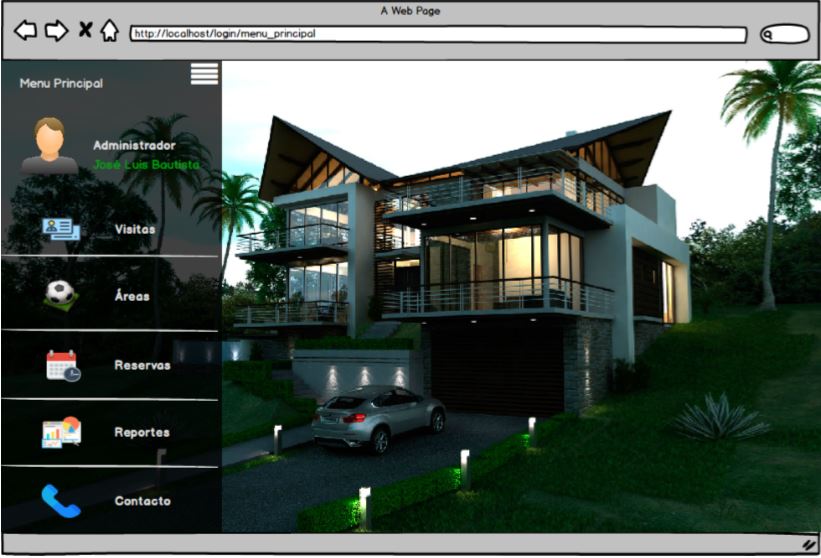 A Web Page
http://localhost/login/menu_principal
Menu Principal
Administrador
José Luis Bautista
Visitas
Áreas
Reservas
Reportes
Contacto